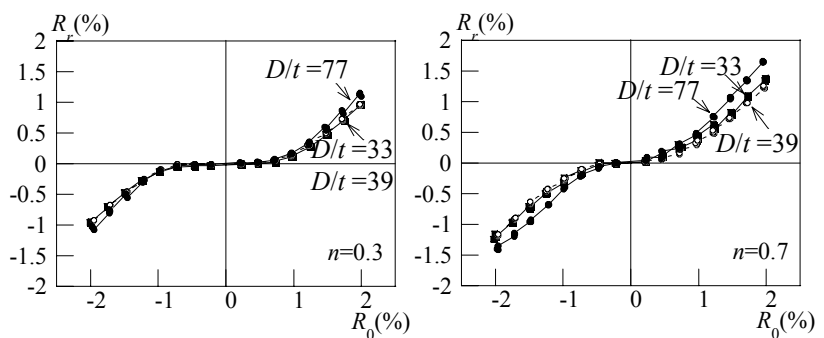 R_r(%)
2
1.5
1
0.5
0
-0.5
-1
-1.5
-2
-2
-1
0
1
2
R_0(%)
D/t =77
D/t =33
D/t =39
n=0.3
R_r(%)
2
1.5
1
0.5
0
-0.5
-1
-1.5
-2
-2
-1
0
1
2
R_0(%)
D/t =33
D/t =77
D/t =39
n=0.7